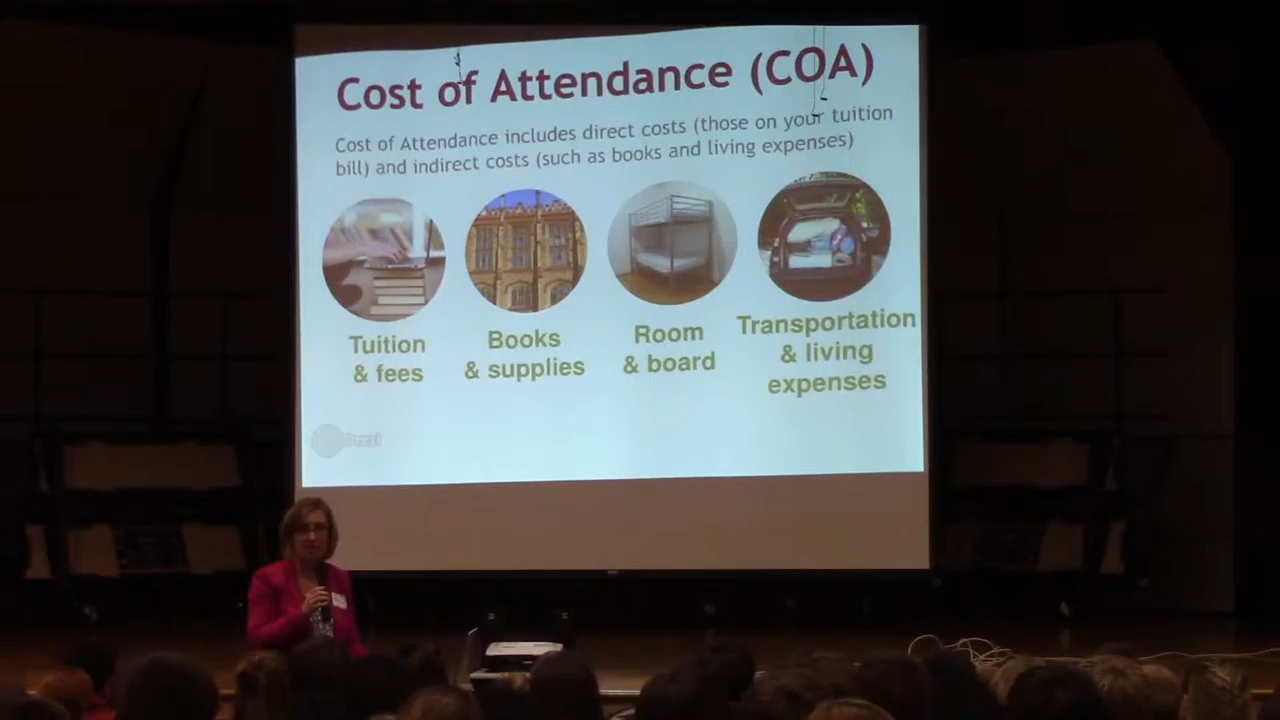 Cost of Attendance (COA)
Cost of Attendance includes direct costs (those on your tuition
bill) and indirect costs (such as books and living expenses)
Tuition
& fees
Books
& supplies
Room
& board
Transportation
& living
expenses
Prezi